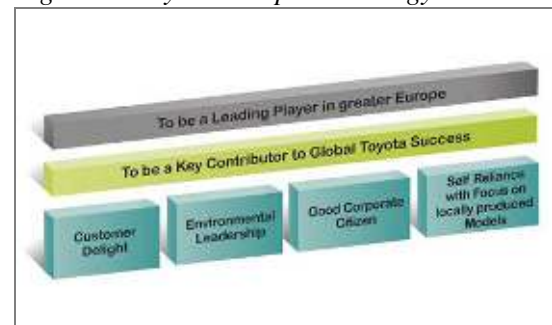 To be a Leading Player in greater Europe
To be a Key Contributor to Global Toyota Success
Customer
Delight
Environmental
Leadership
Good Corporate
Citizen
Self Reliance
with Focus on
locally produced
Models